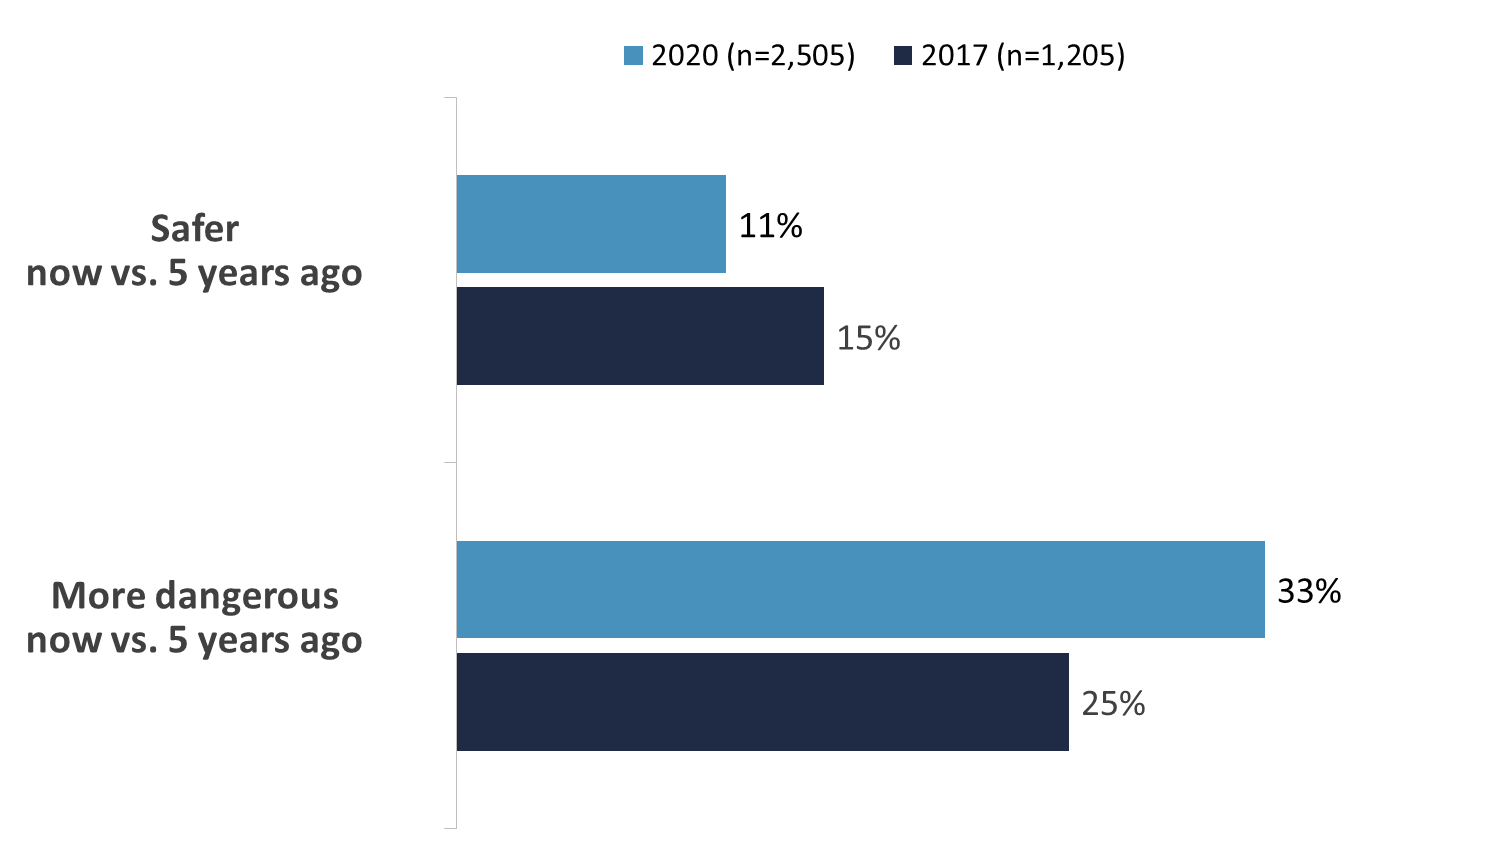 2020 (n=2,505) 2017 (n=1,205)
Safer
now vs. 5 years ago
11%
15%
More dangerous
now vs. 5 years ago
33%
25%